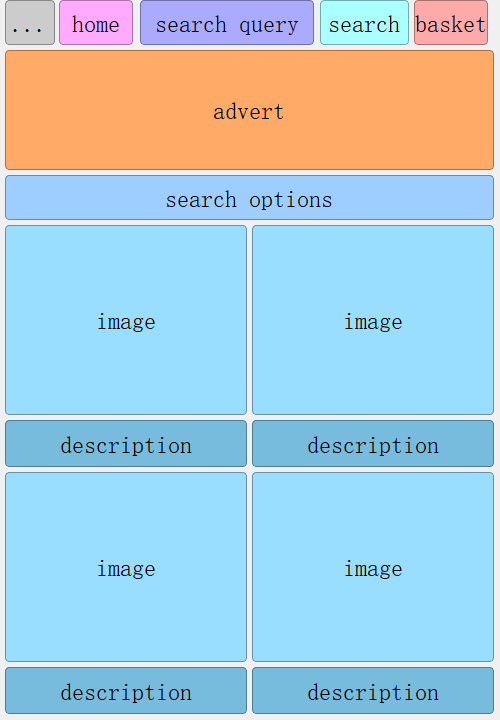 ... home search query search basket
advert
search options
image image
description description
image image
description description